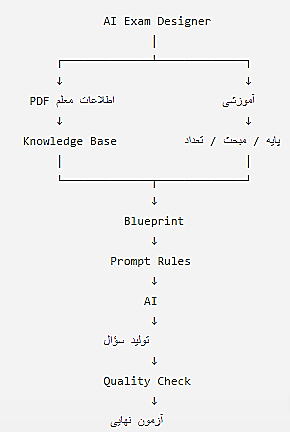 AI Exam Designer
PDF اطلاعات معلم
آموزشی
Knowledge Base
پایه / مبحث / تعداد
Blueprint
Prompt Rules
AI
تولید سؤال
Quality Check
آزمون نهایی